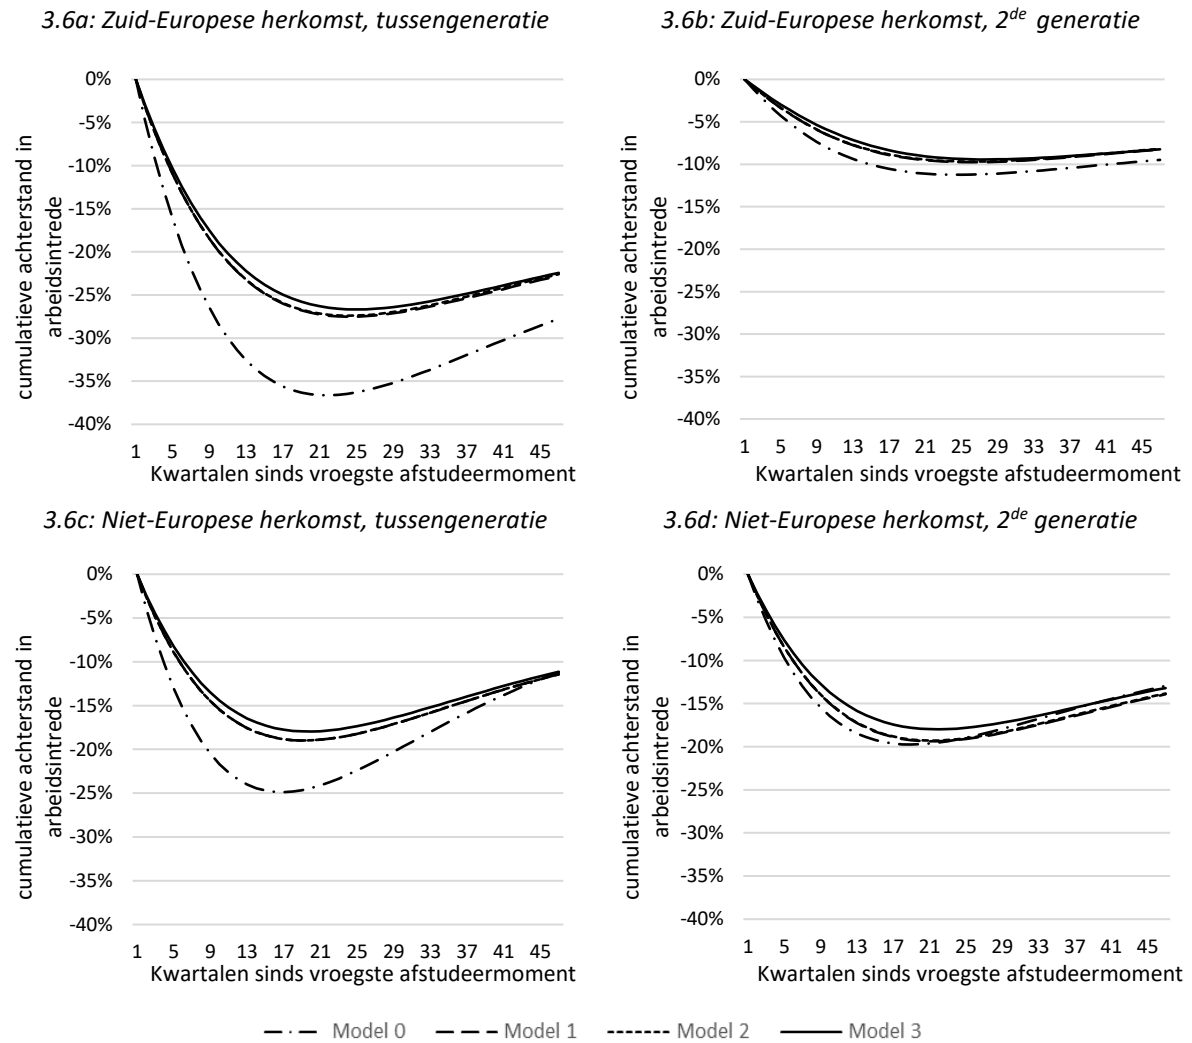 3.6a: Zuid-Europese herkomst, tussengeneratie
cumulatieve achterstand in
arbeidsintrede
0%
-5%
-10%
-15%
-20%
-25%
-30%
-35%
-40%
1 5 9 13 17 21 25 29 33 37 41 45
Kwartalen sinds vroegste afstudeermoment
3.6b: Zuid-Europese herkomst, 2de generatie
cumulatieve achterstand in
arbeidsintrede
0%
-5%
-10%
-15%
-20%
-25%
-30%
-35%
-40%
1 5 9 13 17 21 25 29 33 37 41 45
Kwartalen sinds vroegste afstudeermoment
3.6c: Niet-Europese herkomst, tussengeneratie
cumulatieve achterstand in
arbeidsintrede
0%
-5%
-10%
-15%
-20%
-25%
-30%
-35%
-40%
1 5 9 13 17 21 25 29 33 37 41 45
Kwartalen sinds vroegste afstudeermoment
3.6d: Niet-Europese herkomst, 2de generatie
cumulatieve achterstand in
arbeidsintrede
0%
-5%
-10%
-15%
-20%
-25%
-30%
-35%
-40%
1 5 9 13 17 21 25 29 33 37 41 45
Kwartalen sinds vroegste afstudeermoment
Model 0 Model 1 Model 2 Model 3